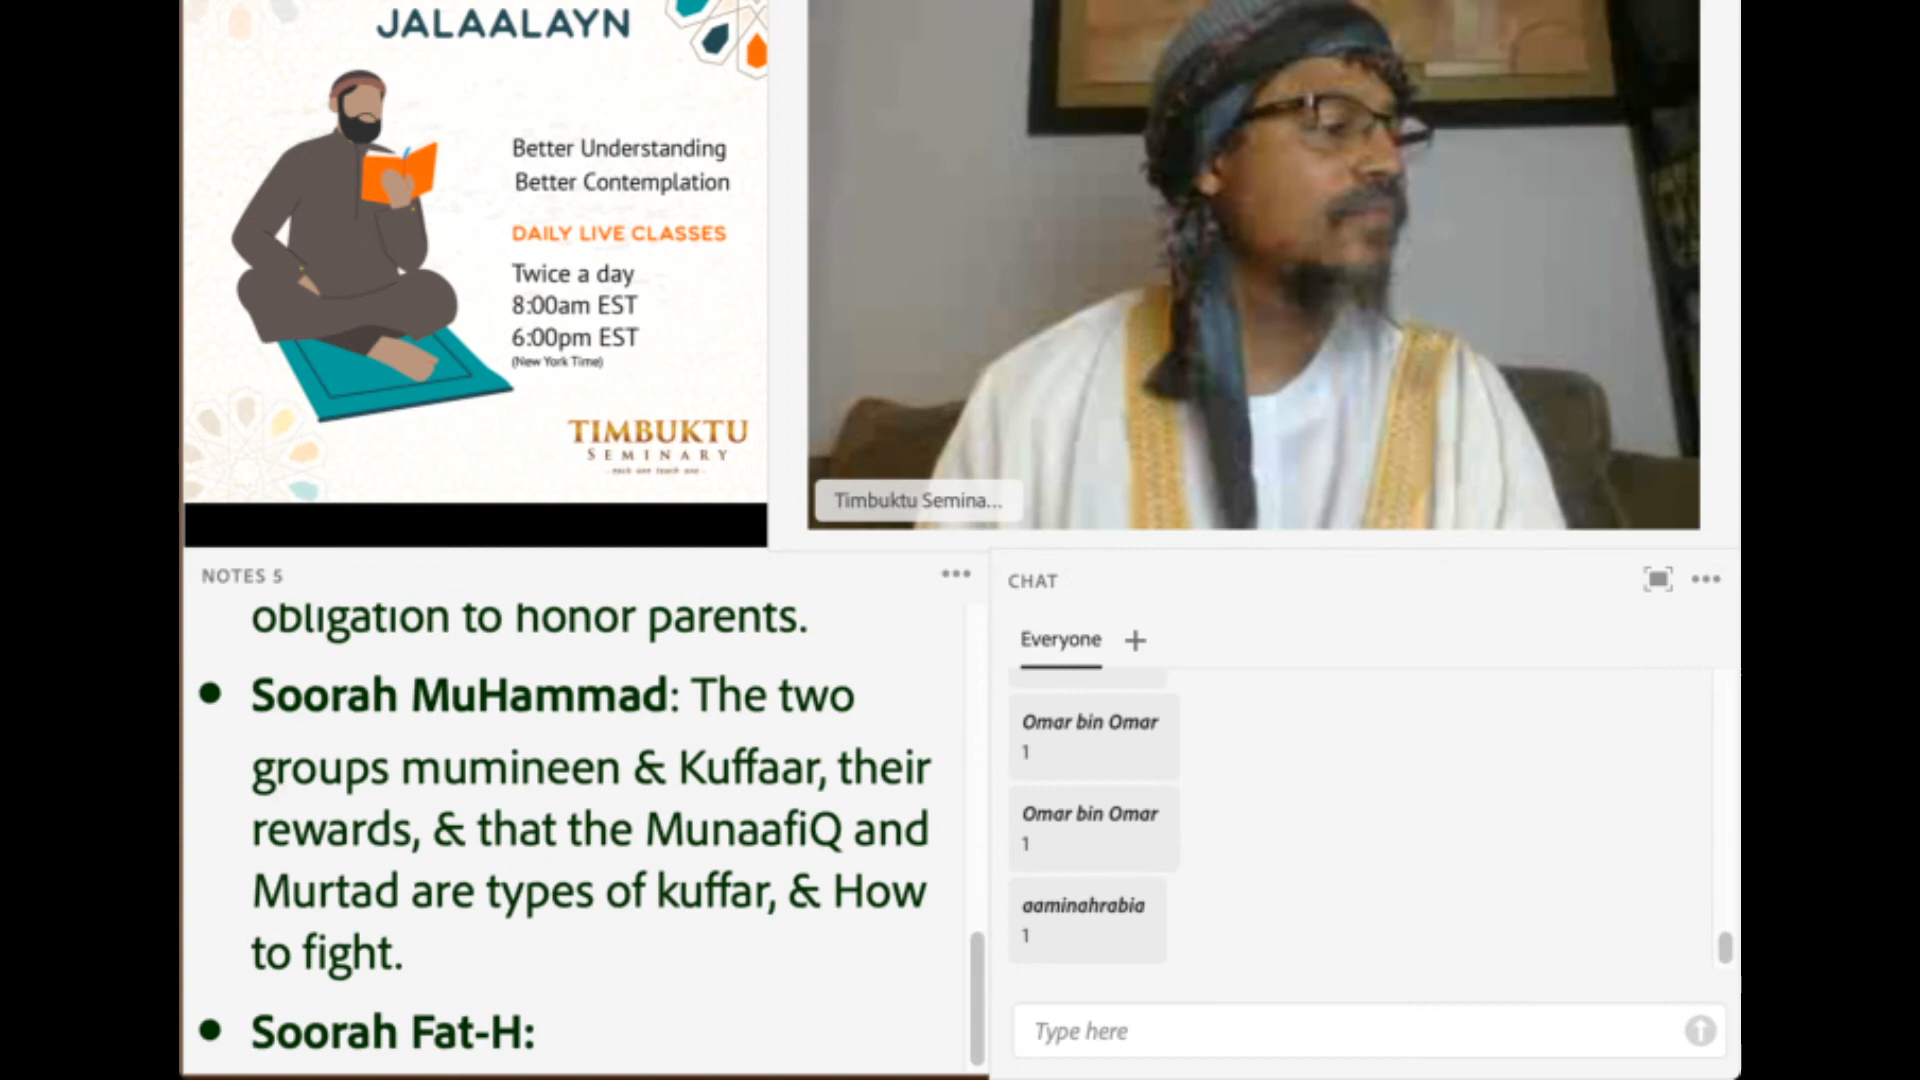 JALAALAYN
Better Understanding
Better Contemplation
DAILY LIVE CLASSES
Twice a day
8:00am EST
6:00pm EST
(New York Time)
TIMBUKTU
SEMINARY
Timbuktu Semina...
NOTES 5
obligation to honor parents.
• Soorah MuHammad: The two
groups mumineen & Kuffaar, their
rewards, & that the MunaafiQ and
Murtad are types of kuffar, & How
to fight.
• Soorah Fat-H:
CHAT
Everyone
Omar bin Omar
1
Omar bin Omar
1
aaminahrabia
1
Type here